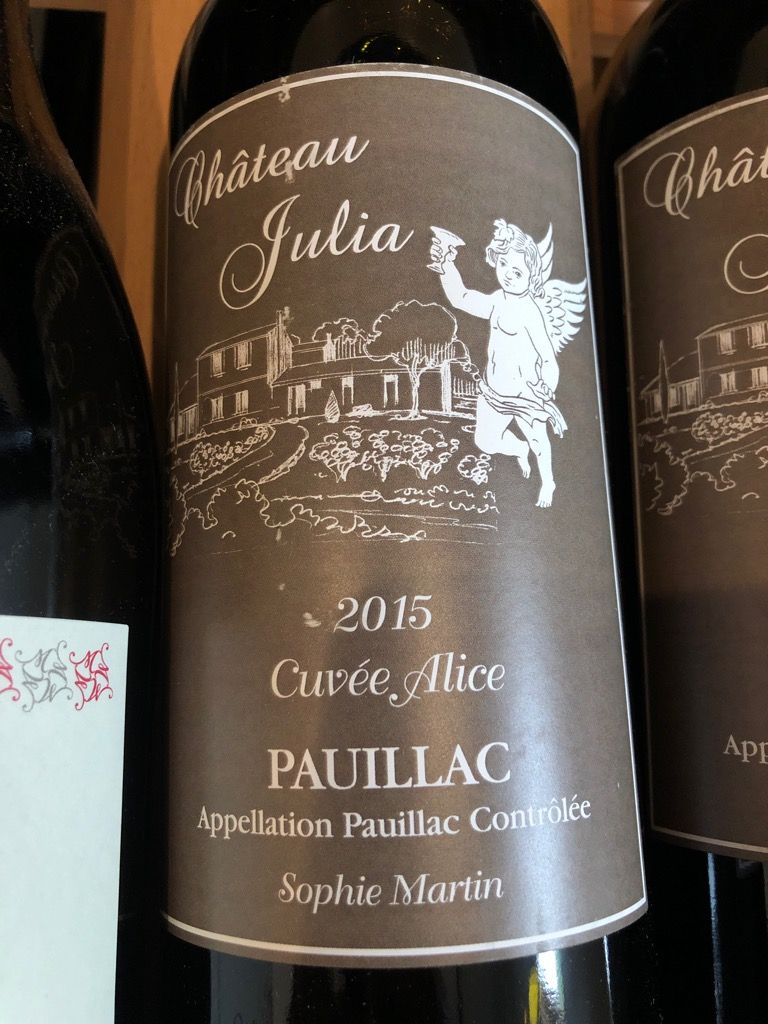 Château
Julia
2015
Cuvée Alice
PAUILLAC
Appellation Pauillac Contrôlée
Sophie Martin